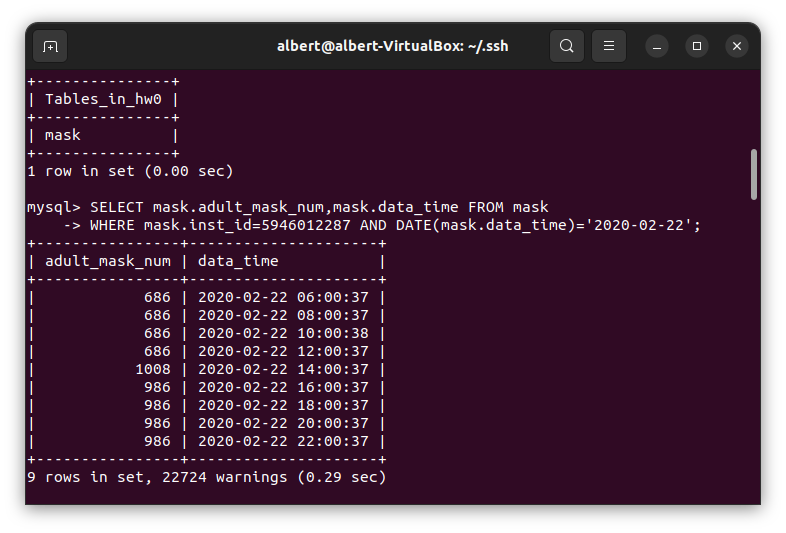 albert@albert-VirtualBox: ~/.ssh
+---------------+
| Tables_in_hw0 |
+---------------+
| mask          |
+---------------+
1 row in set (0.00 sec)
mysql> SELECT mask.adult_mask_num,mask.data_time FROM mask
    -> WHERE mask.inst_id=5946012287 AND DATE(mask.data_time)='2020-02-22';
+----------------+---------------------+
| adult_mask_num | data_time           |
+----------------+---------------------+
|            686 | 2020-02-22 06:00:37 |
|            686 | 2020-02-22 08:00:37 |
|            686 | 2020-02-22 10:00:38 |
|            686 | 2020-02-22 12:00:37 |
|           1008 | 2020-02-22 14:00:37 |
|            986 | 2020-02-22 16:00:37 |
|            986 | 2020-02-22 18:00:37 |
|            986 | 2020-02-22 20:00:37 |
|            986 | 2020-02-22 22:00:37 |
+----------------+---------------------+
9 rows in set, 22724 warnings (0.29 sec)